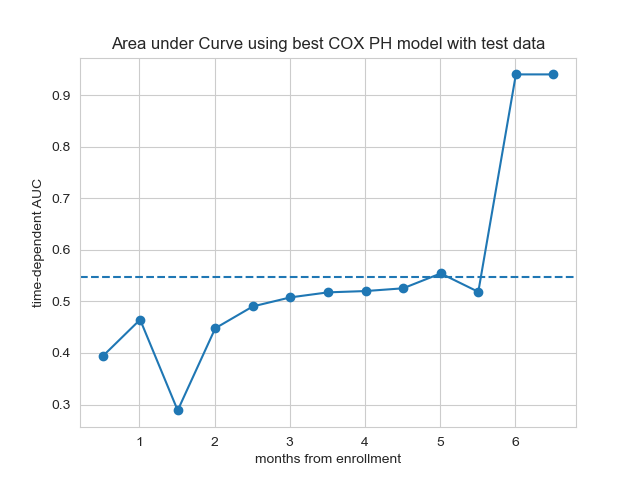 Area under Curve using best COX PH model with test data
time-dependent AUC
0.9
0.8
0.7
0.6
0.5
0.4
0.3
1 2 3 4 5 6
months from enrollment